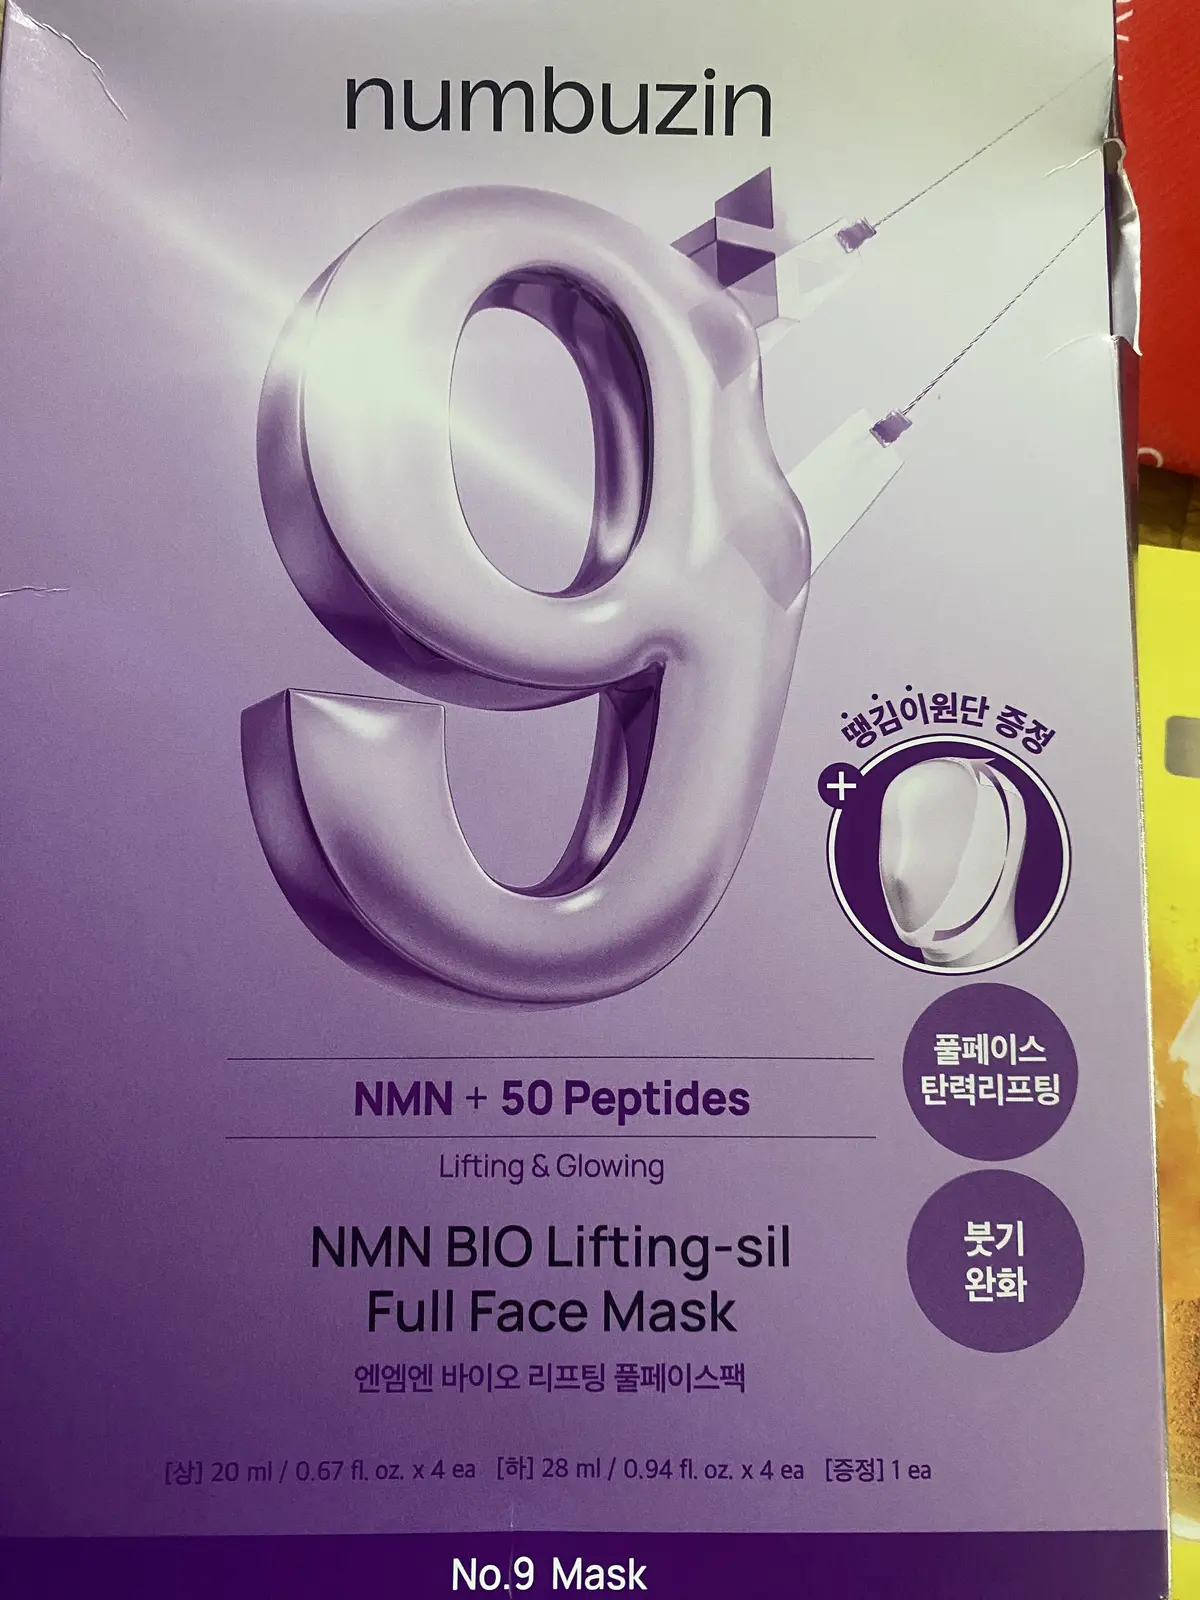 numbuzin
9
땡김이원단 증정
+
풀페이스
탄력리프팅
NMN + 50 Peptides
Lifting & Glowing
붓기
완화
NMN BIO Lifting-sil
Full Face Mask
엔엠엔 바이오 리프팅 풀페이스팩
[상] 20 ml / 0.67 fl. oz. x 4 ea [하] 28 ml / 0.94 fl. oz. x 4 ea [증정] 1 ea
No.9 Mask